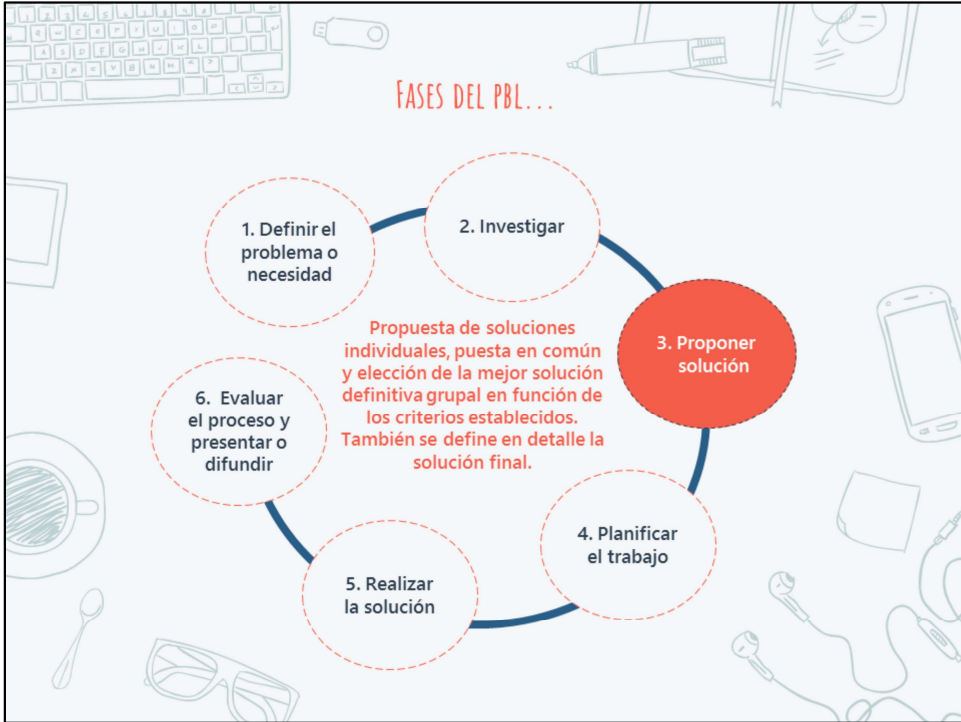 FASES DEL PBL...
1. Definir el
problema o
necesidad
2. Investigar
3. Proponer
solución
Propuesta de soluciones
individuales, puesta en común
y elección de la mejor solución
definitiva grupal en función de
los criterios establecidos.
También se define en detalle la
solución final.
4. Planificar
el trabajo
5. Realizar
la solución
6. Evaluar
el proceso y
presentar o
difundir